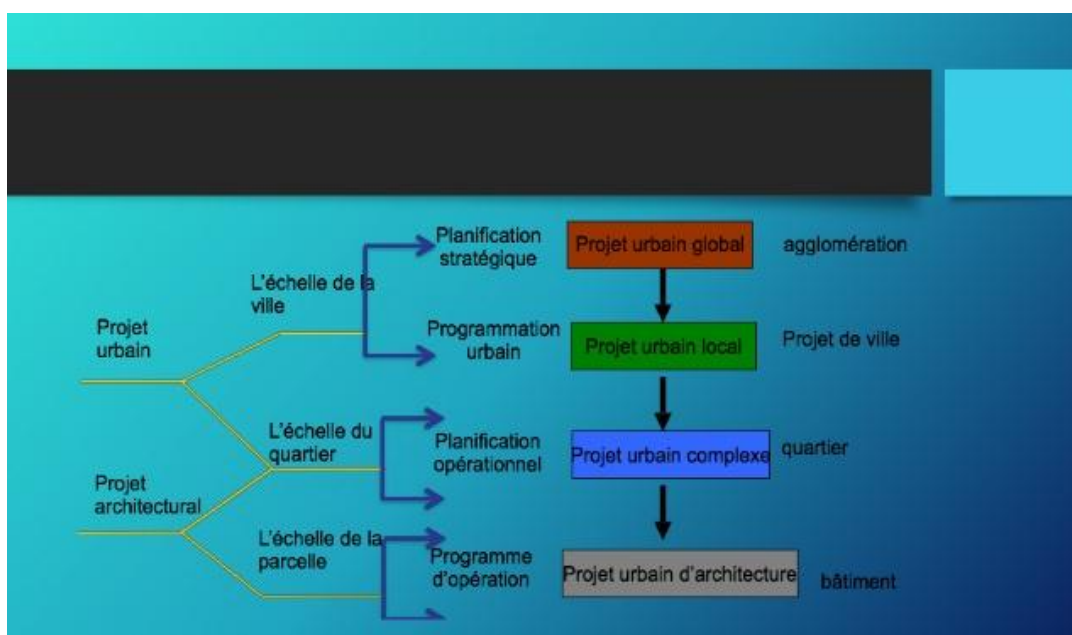 Planification
stratégique
Projet urbain global
agglomération
L'échelle de la
ville
Projet
urbain
Programmation
urbain
Projet urbain local
Projet de ville
L'échelle du
quartier
Planification
opérationnel
Projet urbain complexe
quartier
Projet
architectural
L'échelle de la
parcelle
Programme
d'opération
Projet urbain d'architecture
bâtiment